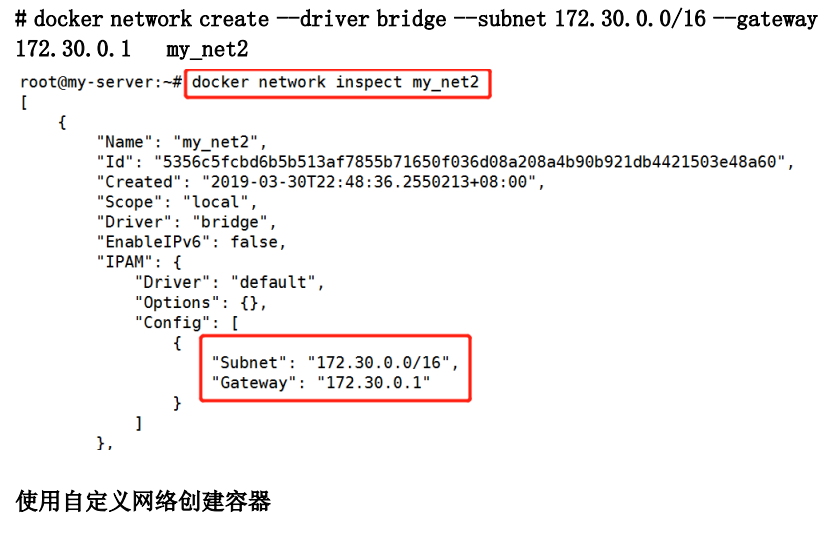 # docker network create --driver bridge --subnet 172.30.0.0/16 --gateway
172.30.0.1 my_net2
root@my-server:~# docker network inspect my_net2
[
    {
        "Name": "my_net2",
        "Id": "5356c5fcbd6b5b513af7855b71650f036d08a208a4b90b921db4421503e48a60",
        "Created": "2019-03-30T22:48:36.2550213+08:00",
        "Scope": "local",
        "Driver": "bridge",
        "EnableIPv6": false,
        "IPAM": {
            "Driver": "default",
            "Options": {},
            "Config": [
                {
                    "Subnet": "172.30.0.0/16",
                    "Gateway": "172.30.0.1"
                }
            ]
        },
使用自定义网络创建容器